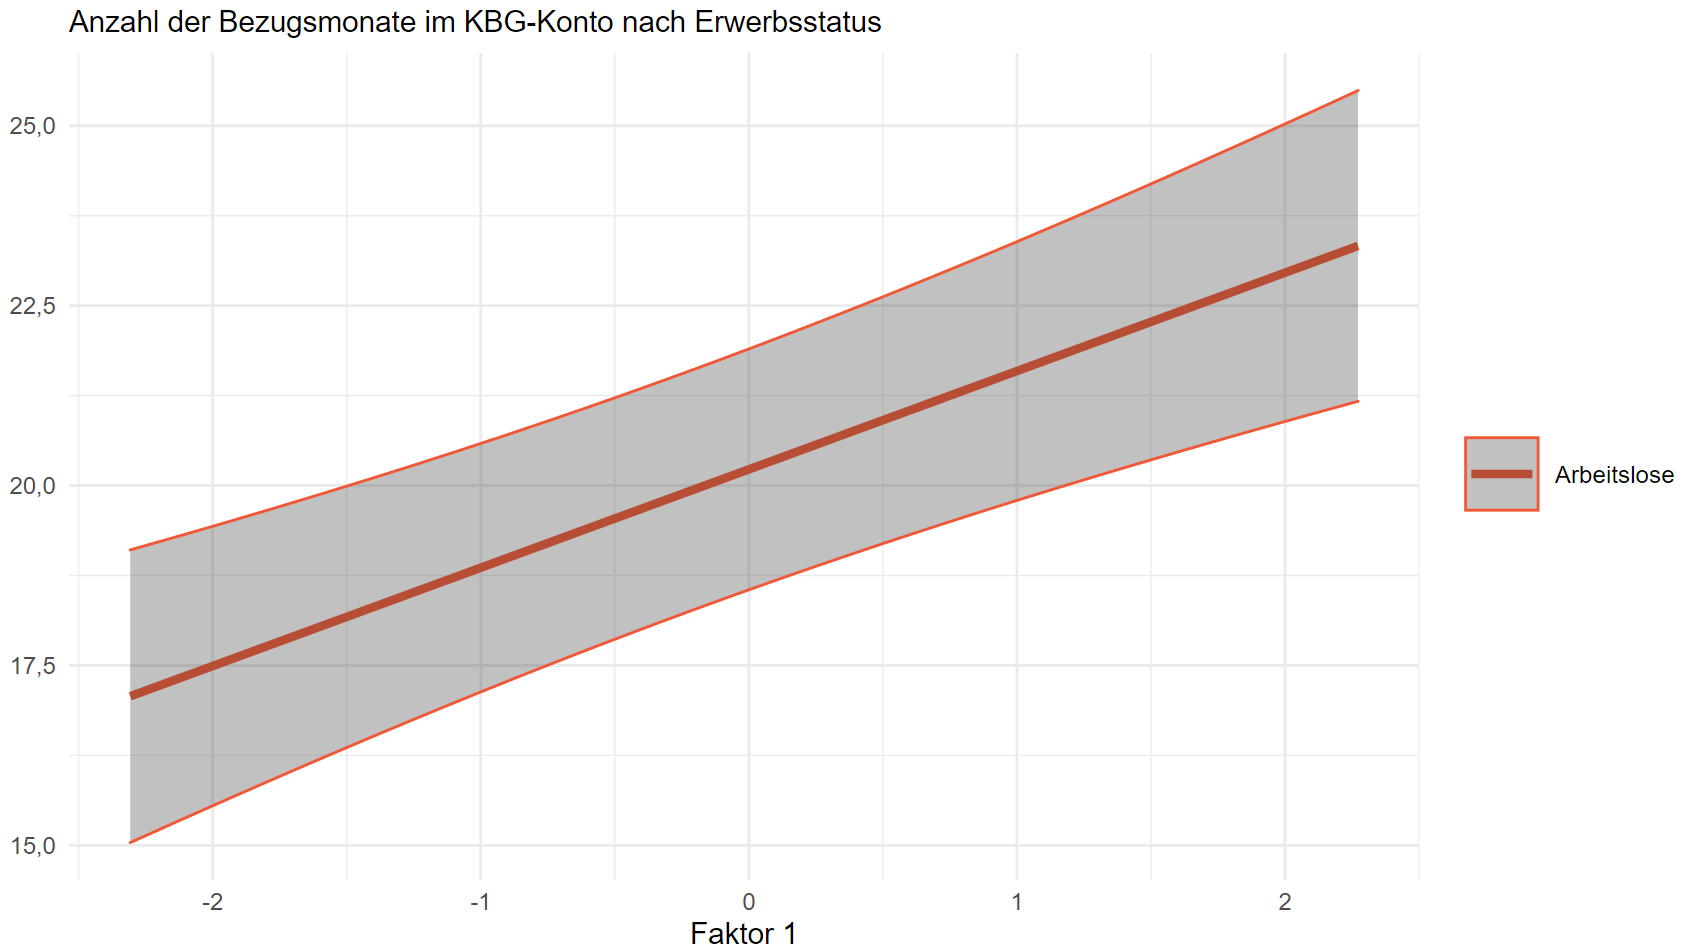 Anzahl der Bezugsmonate im KBG-Konto nach Erwerbsstatus
25,0
22,5
20,0
17,5
15,0
-2 -1 0 1 2
Faktor 1
Arbeitslose